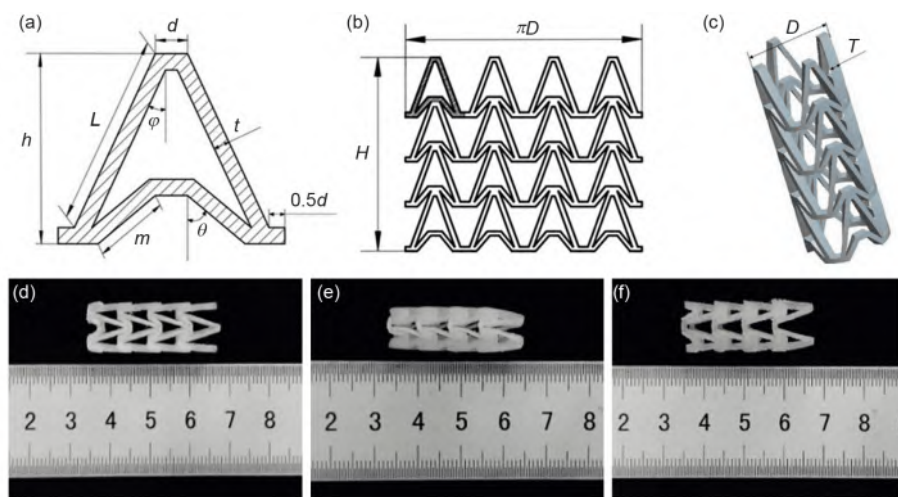 (a)
d
h
L
φ
t
0.5d
m
θ
(b)
πD
H
(c)
D
T
(d)
2 3 4 5 6 7 8
(e)
2 3 4 5 6 7 8
(f)
2 3 4 5 6 7 8